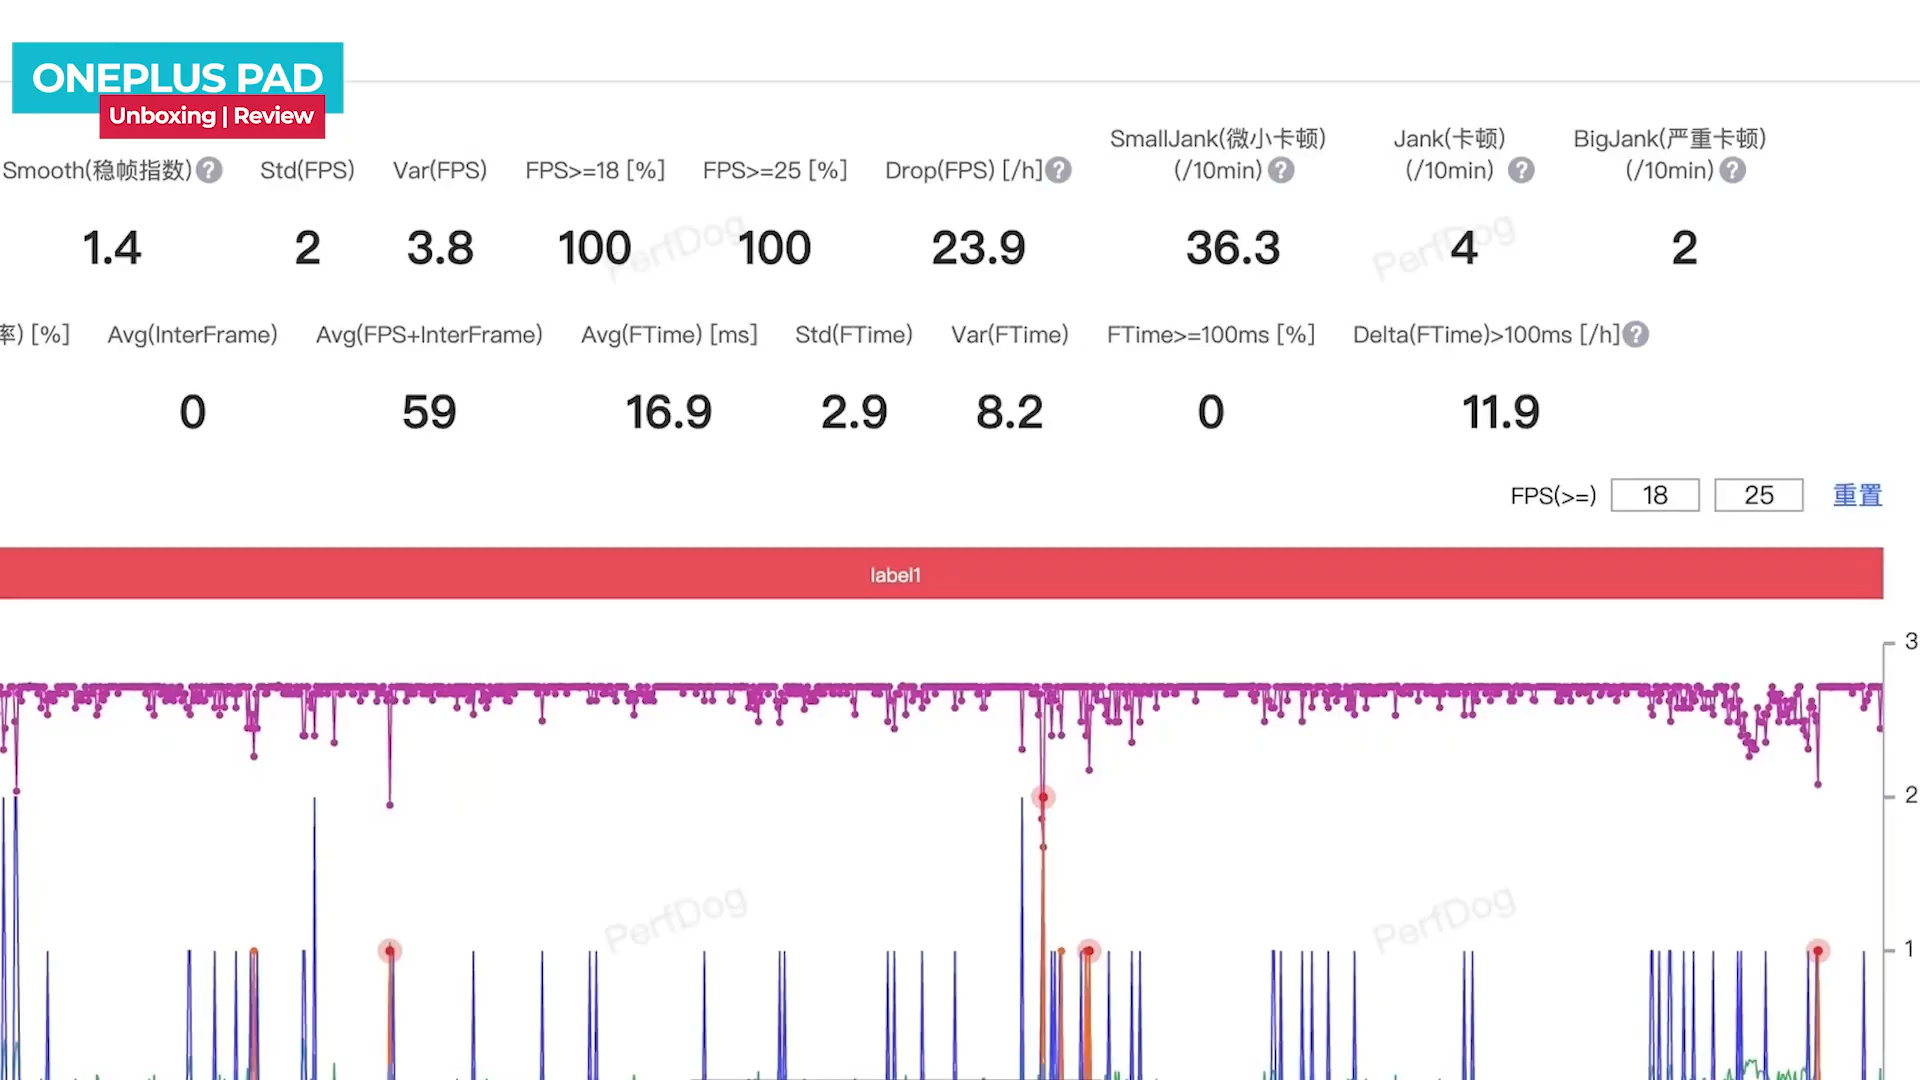 ONEPLUS PAD
Unboxing | Review
Smooth(稳帧指数) Std(FPS) Var(FPS) FPS>=18 [%] FPS>=25 [%] Drop(FPS) [/h] SmallJank(微小卡顿) (/10min) Jank(卡顿) (/10min) BigJank(严重卡顿) (/10min)
1.4 2 3.8 100 100 23.9 36.3 4 2
率) [%] Avg(InterFrame) Avg(FPS+InterFrame) Avg(FTime) [ms] Std(FTime) Var(FTime) FTime>=100ms [%] Delta(FTime)>100ms [/h]
0 59 16.9 2.9 8.2 0 11.9
FPS(>=) 18 25 重置
label1
3
2
1
PerfDog
PerfDog
PerfDog
PerfDog